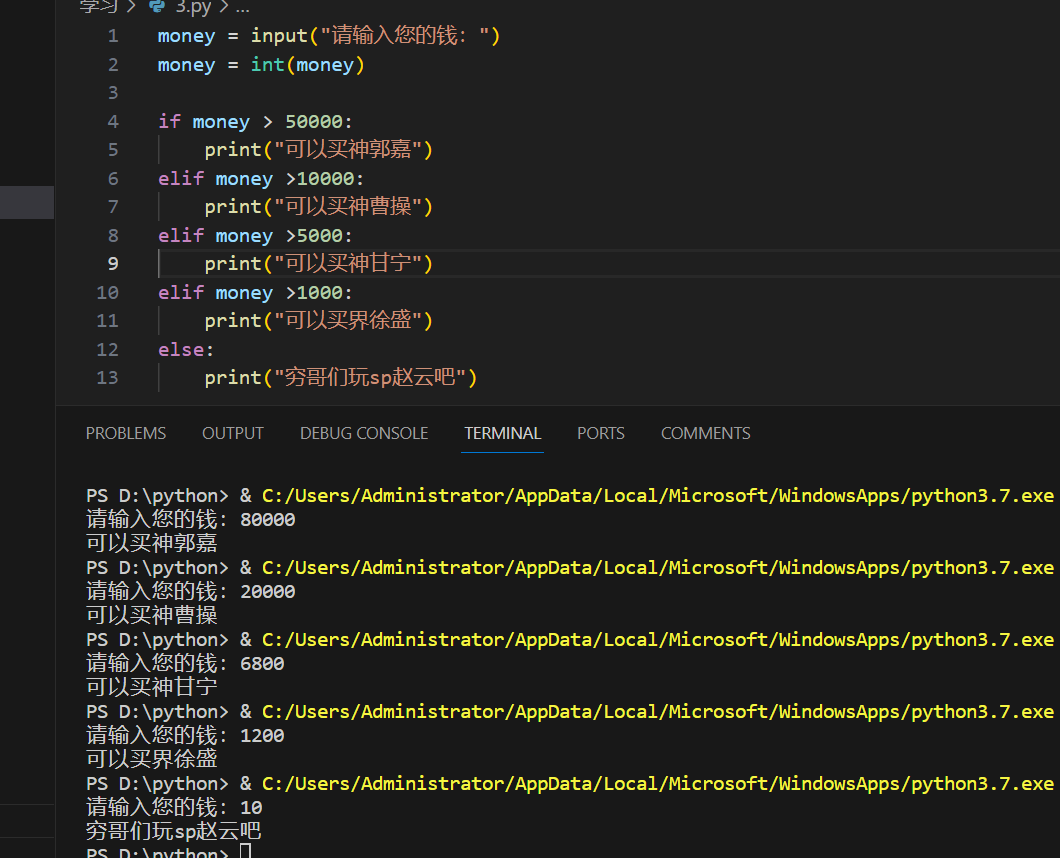 学习 > 3.py > ...
1 money = input("请输入您的钱: ")
2 money = int(money)
3
4 if money > 50000:
5 print("可以买神郭嘉")
6 elif money >10000:
7 print("可以买神曹操")
8 elif money >5000:
9 print("可以买神甘宁")
10 elif money >1000:
11 print("可以买界徐盛")
12 else:
13 print("穷哥们玩sp赵云吧")
PROBLEMS OUTPUT DEBUG CONSOLE TERMINAL PORTS COMMENTS
PS D:\python> & C:/Users/Administrator/AppData/Local/Microsoft/WindowsApps/python3.7.exe
请输入您的钱: 80000
可以买神郭嘉
PS D:\python> & C:/Users/Administrator/AppData/Local/Microsoft/WindowsApps/python3.7.exe
请输入您的钱: 20000
可以买神曹操
PS D:\python> & C:/Users/Administrator/AppData/Local/Microsoft/WindowsApps/python3.7.exe
请输入您的钱: 6800
可以买神甘宁
PS D:\python> & C:/Users/Administrator/AppData/Local/Microsoft/WindowsApps/python3.7.exe
请输入您的钱: 1200
可以买界徐盛
PS D:\python> & C:/Users/Administrator/AppData/Local/Microsoft/WindowsApps/python3.7.exe
请输入您的钱: 10
穷哥们玩sp赵云吧
PS D:\python>